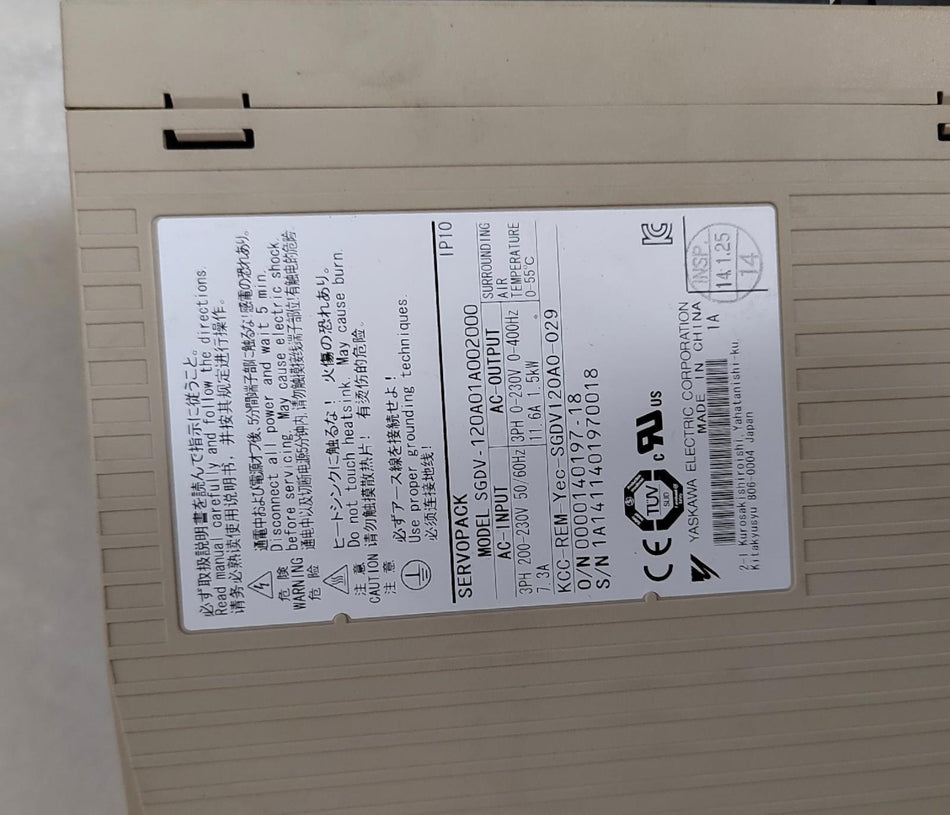 必ず取扱説明書を読んで指示に従うこと。
Read manual carefully and follow the directions.
请务必熟读使用说明书，并按其规定进行操作。
危険
WARNING
危险
通電中および電源オフ後，5分間端子部に触るな！感電の恐れあり。
Disconnect all power and wait 5 min.
before servicing. May cause electric shock.
通电中以及切断电源5分钟内，请勿触摸接线端子部位！有触电的危险。
注意
CAUTION
注意
ヒートシンクに触るな！ 火傷の恐れあり。
Do not touch heatsink. May cause burn.
请勿触摸散热片！ 有烫伤的危险。
必ずアース線を接続せよ！
Use proper grounding techniques.
必须连接地线！
SERVOPACK IP10
MODEL SGDV-120A01A002000
AC-INPUT AC-OUTPUT SURROUNDING
AIR
TEMPERATURE
0-55℃
3PH 200-230V 50/60Hz 3PH 0-230V 0-400Hz
7.3A 11.6A 1.5kW
KCC-REM-Yec-SGDV120A0-029
O/N 000140197-18
S/N 1A1411401970018
CE TÜV SÜD c RU US
YASKAWA ELECTRIC CORPORATION
MADE IN CHINA
1A
2-1 Kurosakishiroishi, Yahatanishi-ku,
Kitakyusyu 806-0004 Japan
INSP.
14.1.25
14